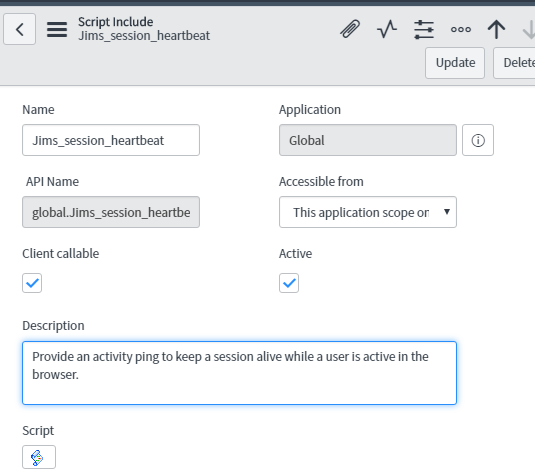 Script Include
Jims_session_heartbeat
Update
Delete
Name
Application
Jims_session_heartbeat
Global
API Name
Accessible from
global.Jims_session_heartbe
This application scope or
Client callable
Active
Description
Provide an activity ping to keep a session alive while a user is active in the
browser.
Script